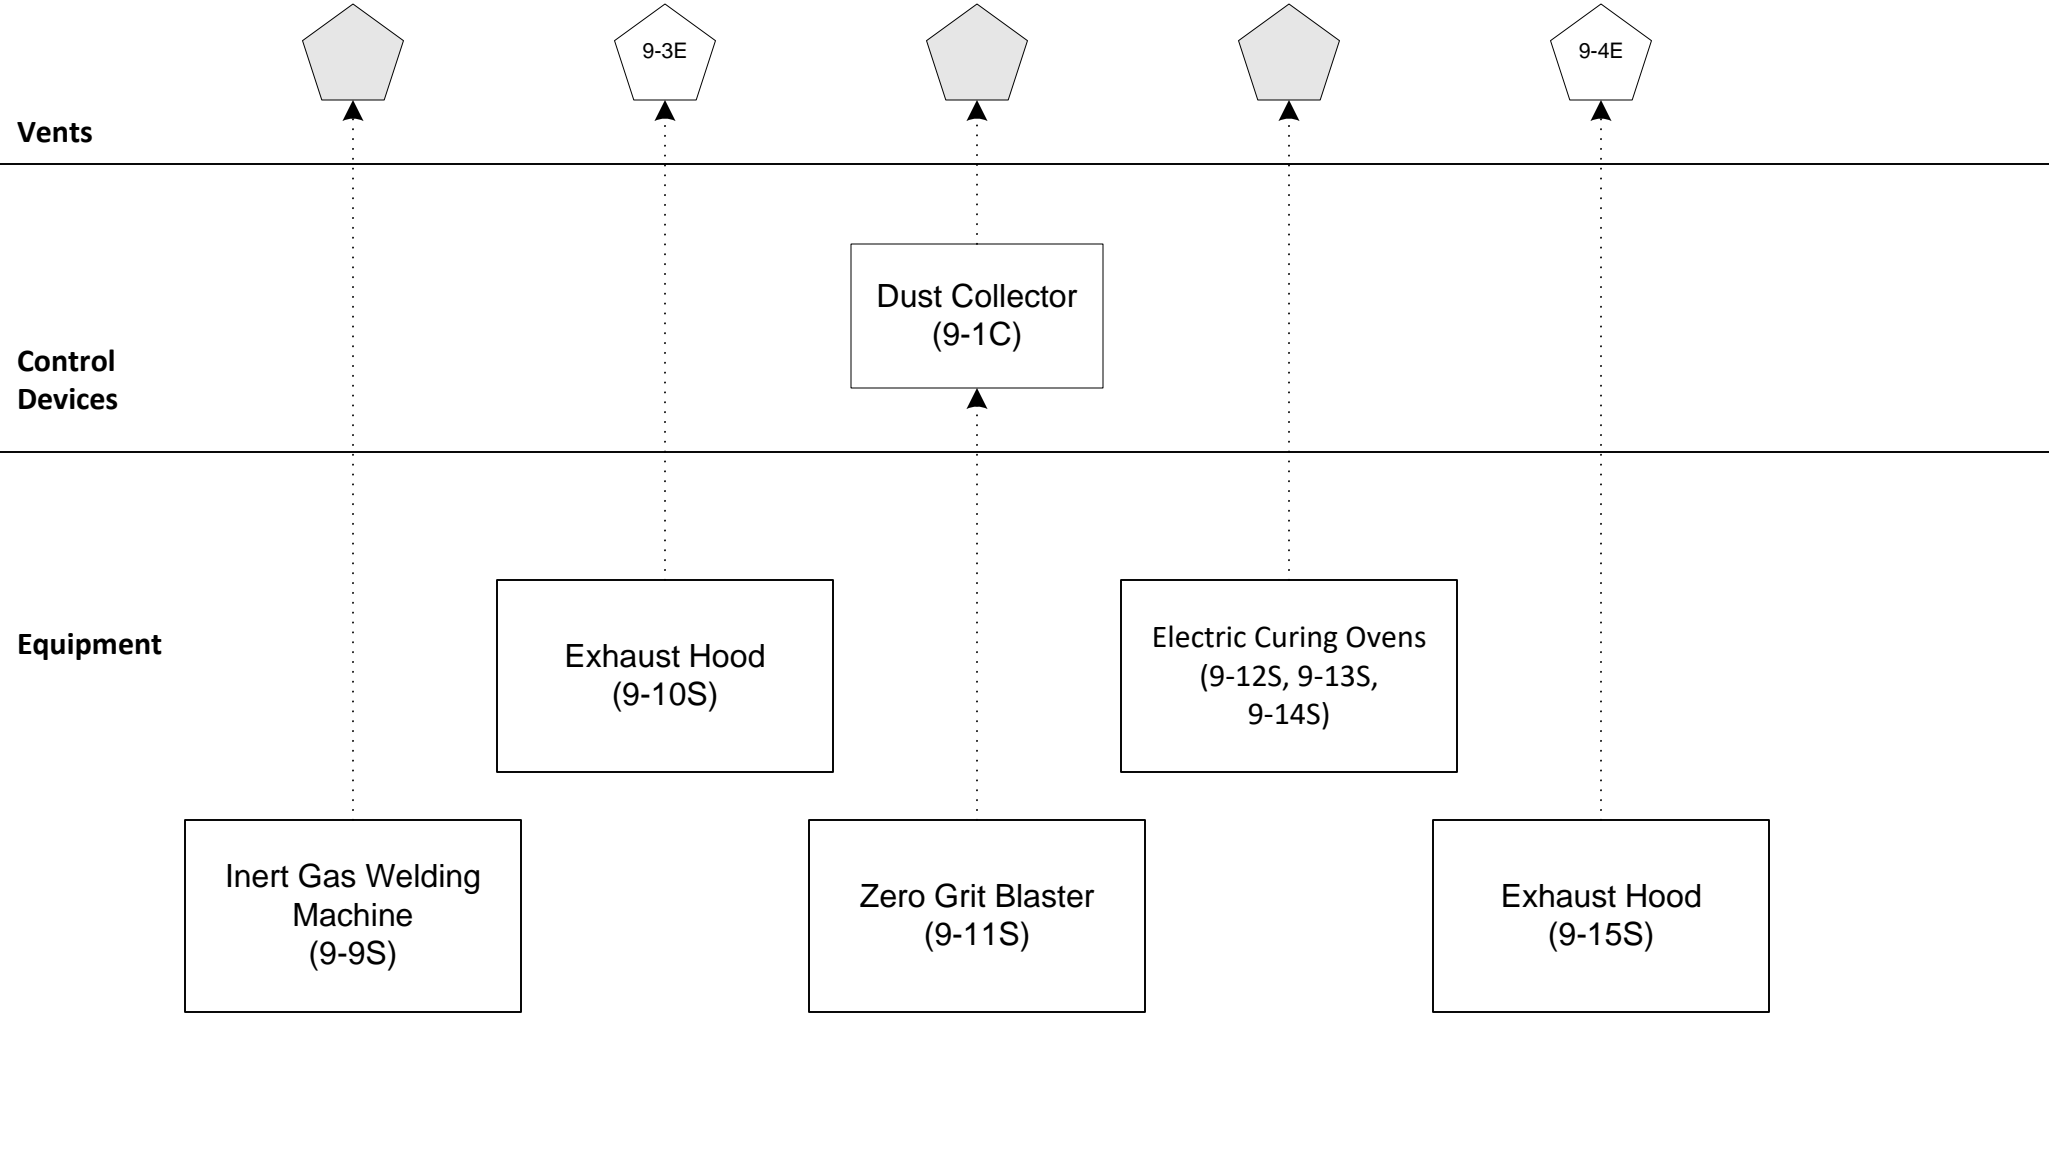 9-3E
9-4E
Vents
Dust Collector
(9-1C)
Control
Devices
Equipment
Exhaust Hood
(9-10S)
Electric Curing Ovens
(9-12S, 9-13S,
9-14S)
Inert Gas Welding
Machine
(9-9S)
Zero Grit Blaster
(9-11S)
Exhaust Hood
(9-15S)